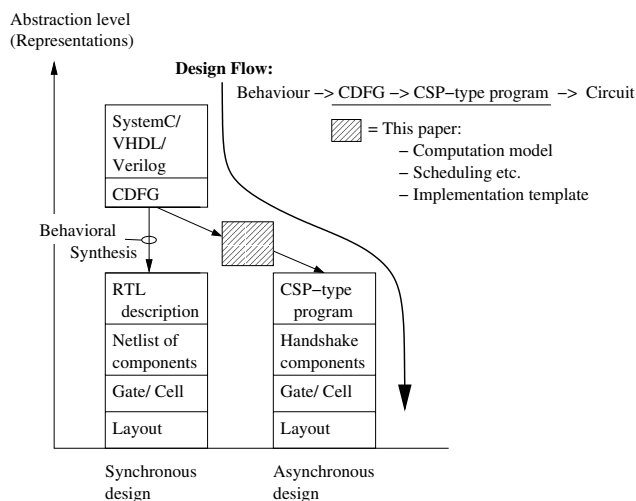 Abstraction level
(Representations)
Design Flow:
Behaviour −> CDFG −> CSP−type program −> Circuit
= This paper:
− Computation model
− Scheduling etc.
− Implementation template
SystemC/
VHDL/
Verilog
CDFG
Behavioral
Synthesis
RTL
description
Netlist of
components
Gate/ Cell
Layout
CSP−type
program
Handshake
components
Gate/ Cell
Layout
Synchronous
design
Asynchronous
design